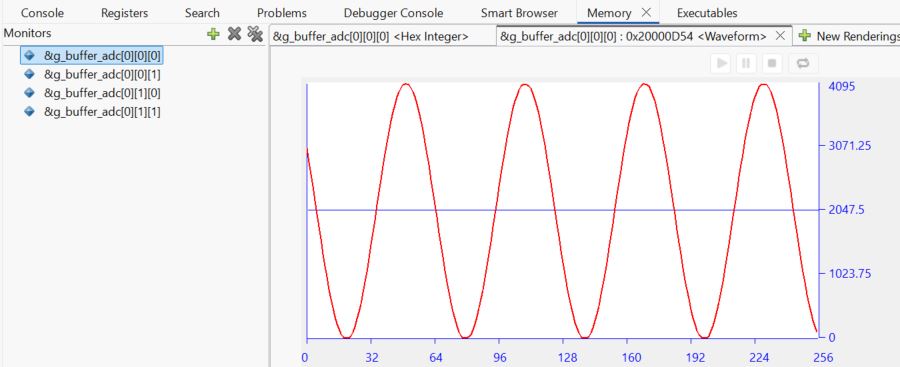 Console Registers Search Problems Debugger Console Smart Browser Memory Executables
Monitors
&g_buffer_adc[0][0][0] <Hex Integer>
&g_buffer_adc[0][0][0] : 0x20000D54 <Waveform>
New Renderings
&g_buffer_adc[0][0][0]
&g_buffer_adc[0][0][1]
&g_buffer_adc[0][1][0]
&g_buffer_adc[0][1][1]
4095
3071.25
2047.5
1023.75
0
0 32 64 96 128 160 192 224 256